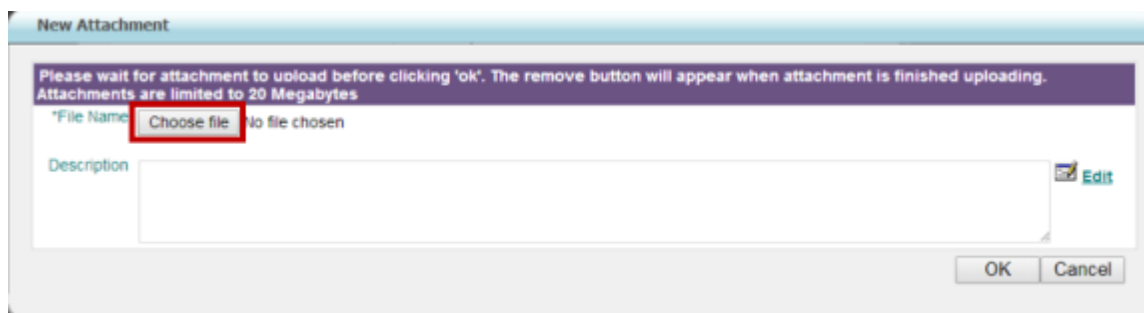 New Attachment
Please wait for attachment to upload before clicking 'ok'. The remove button will appear when attachment is finished uploading.
Attachments are limited to 20 Megabytes
*File Name Choose file No file chosen
Description
Edit
OK Cancel